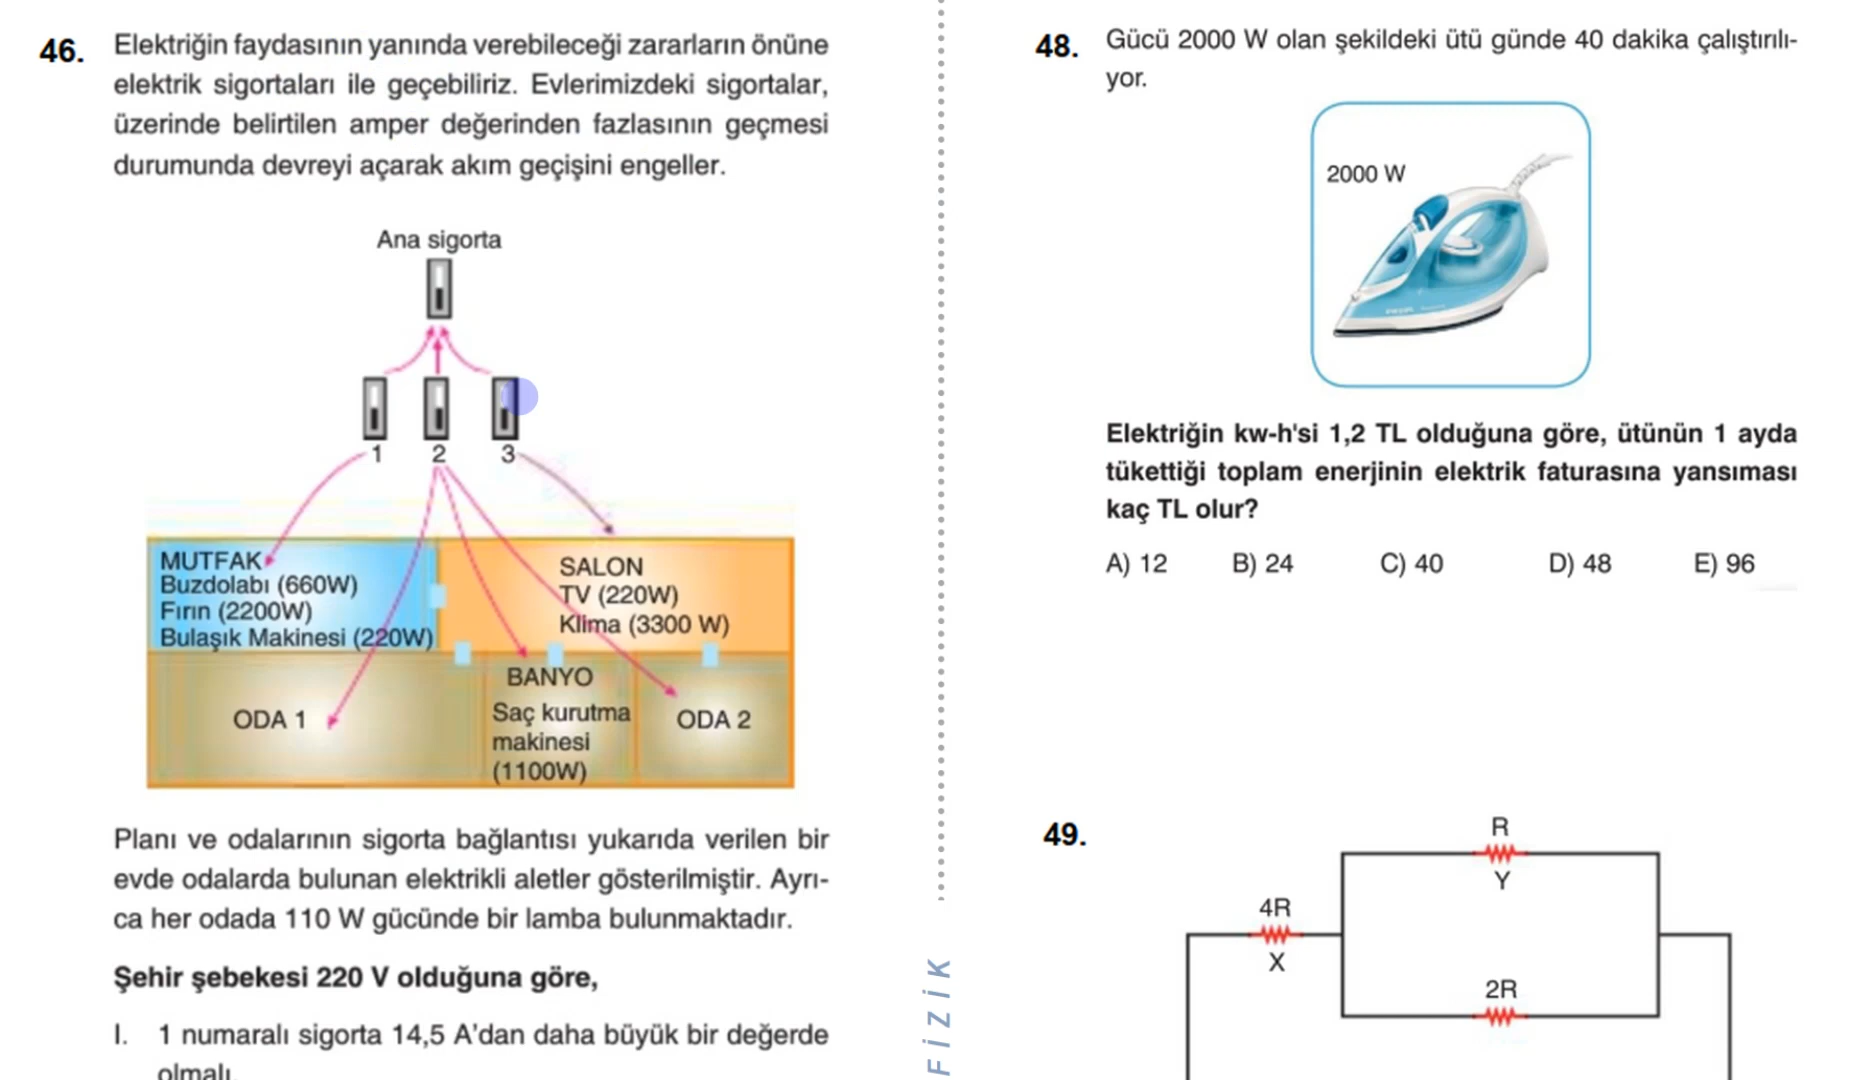 46. Elektriğin faydasının yanında verebileceği zararların önüne
elektrik sigortaları ile geçebiliriz. Evlerimizdeki sigortalar,
üzerinde belirtilen amper değerinden fazlasının geçmesi
durumunda devreyi açarak akım geçişini engeller.
Ana sigorta
1 2 3
MUTFAK
Buzdolabı (660W)
Fırın (2200W)
Bulaşık Makinesi (220W)
SALON
TV (220W)
Klima (3300 W)
ODA 1
BANYO
Saç kurutma
makinesi
(1100W)
ODA 2
Planı ve odalarının sigorta bağlantısı yukarıda verilen bir
evde odalarda bulunan elektrikli aletler gösterilmiştir. Ayrı-
ca her odada 110 W gücünde bir lamba bulunmaktadır.
Şehir şebekesi 220 V olduğuna göre,
I. 1 numaralı sigorta 14,5 A'dan daha büyük bir değerde
olmalı
FİZİK
48. Gücü 2000 W olan şekildeki ütü günde 40 dakika çalıştırılı-
yor.
2000 W
Elektriğin kw-h'si 1,2 TL olduğuna göre, ütünün 1 ayda
tükettiği toplam enerjinin elektrik faturasına yansıması
kaç TL olur?
A) 12 B) 24 C) 40 D) 48 E) 96
49.
R
Y
4R
X
2R